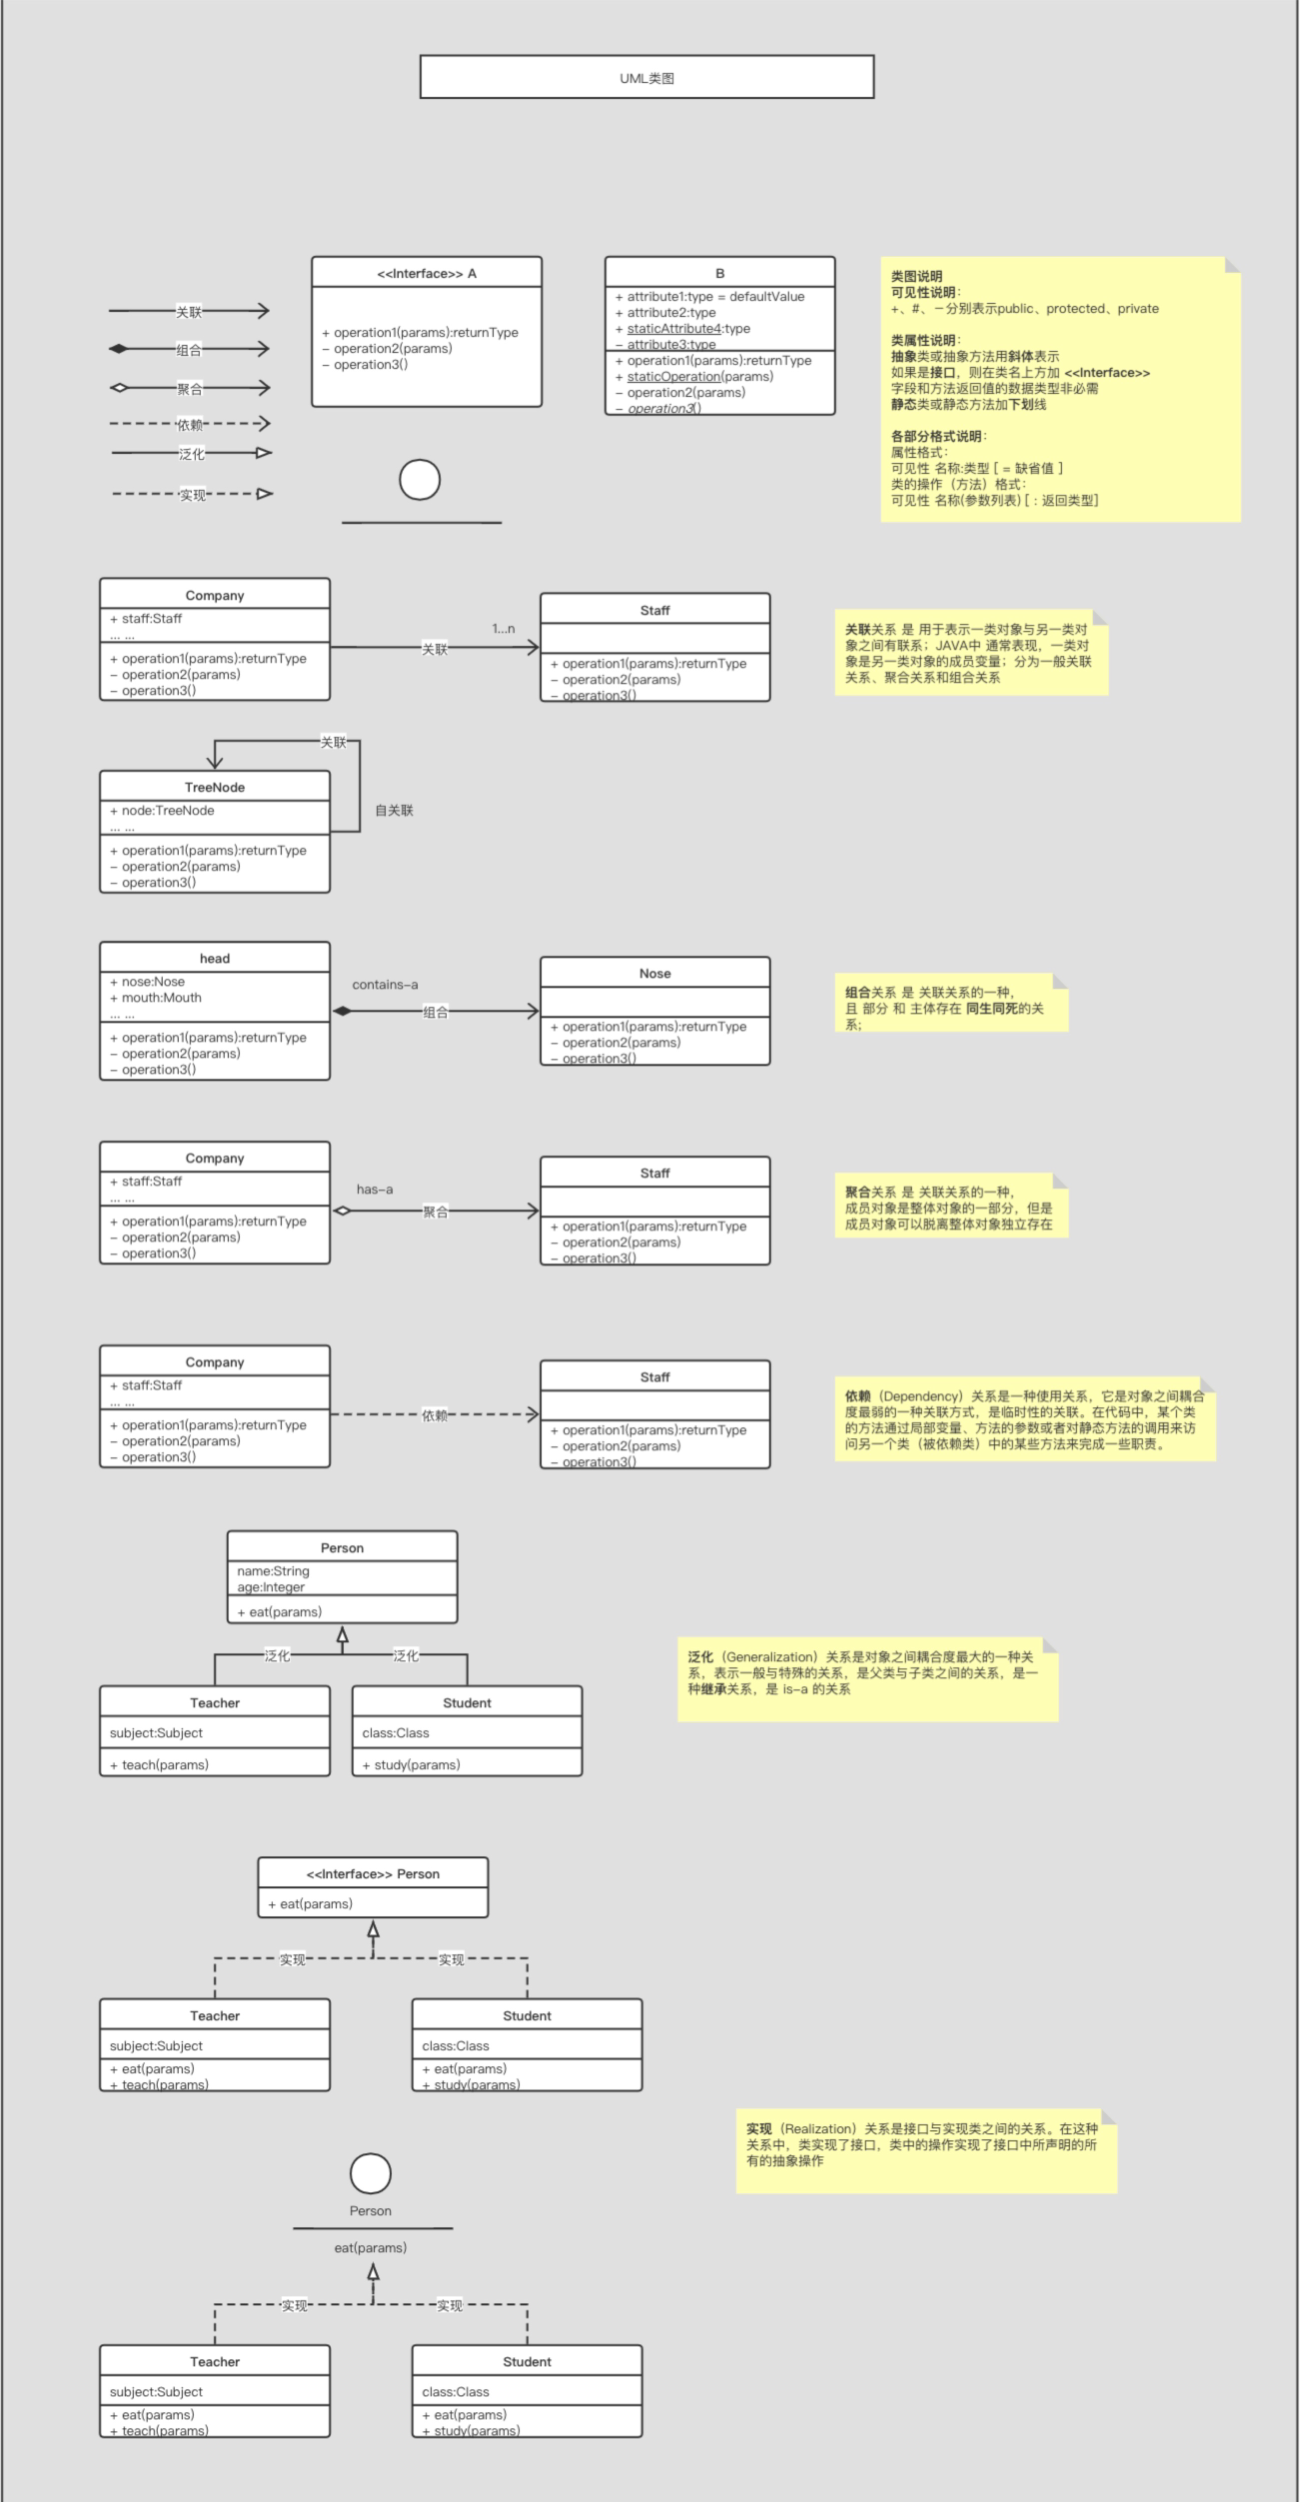 UML类图
关联
组合
聚合
依赖
泛化
实现
<<Interface>> A
+ operation1(params):returnType
− operation2(params)
− operation3()
B
+ attribute1:type = defaultValue
+ attribute2:type
+ staticAttribute4:type
− attribute3:type
+ operation1(params):returnType
+ staticOperation(params)
− operation2(params)
− operation3()
类图说明
可见性说明：
+、#、－分别表示public、protected、private
类属性说明：
抽象类或抽象方法用斜体表示
如果是接口，则在类名上方加 <<Interface>>
字段和方法返回值的数据类型非必需
静态类或静态方法加下划线
各部分格式说明：
属性格式：
可见性 名称:类型 [ = 缺省值 ]
类的操作（方法）格式：
可见性 名称(参数列表) [ : 返回类型]
Company
+ staff:Staff
... ...
+ operation1(params):returnType
− operation2(params)
− operation3()
1...n
关联
Staff
+ operation1(params):returnType
− operation2(params)
− operation3()
关联关系 是 用于表示一类对象与另一类对
象之间有联系；JAVA中 通常表现，一类对
象是另一类对象的成员变量；分为一般关联
关系、聚合关系和组合关系
关联
TreeNode
+ node:TreeNode
... ...
+ operation1(params):returnType
− operation2(params)
− operation3()
自关联
head
+ nose:Nose
+ mouth:Mouth
... ...
+ operation1(params):returnType
− operation2(params)
− operation3()
contains−a
组合
Nose
+ operation1(params):returnType
− operation2(params)
− operation3()
组合关系 是 关联关系的一种，
且 部分 和 主体存在 同生同死的关
系；
Company
+ staff:Staff
... ...
+ operation1(params):returnType
− operation2(params)
− operation3()
has−a
聚合
Staff
+ operation1(params):returnType
− operation2(params)
− operation3()
聚合关系 是 关联关系的一种，
成员对象是整体对象的一部分，但是
成员对象可以脱离整体对象独立存在
Company
+ staff:Staff
... ...
+ operation1(params):returnType
− operation2(params)
− operation3()
依赖
Staff
+ operation1(params):returnType
− operation2(params)
− operation3()
依赖（Dependency）关系是一种使用关系，它是对象之间耦合
度最弱的一种关联方式，是临时性的关联。在代码中，某个类
的方法通过局部变量、方法的参数或者对静态方法的调用来访
问另一个类（被依赖类）中的某些方法来完成一些职责。
Person
name:String
age:Integer
+ eat(params)
泛化
泛化
Teacher
subject:Subject
+ teach(params)
Student
class:Class
+ study(params)
泛化（Generalization）关系是对象之间耦合度最大的一种关
系，表示一般与特殊的关系，是父类与子类之间的关系，是一
种继承关系，是 is−a 的关系
<<Interface>> Person
+ eat(params)
实现
实现
Teacher
subject:Subject
+ eat(params)
+ teach(params)
Student
class:Class
+ eat(params)
+ study(params)
实现（Realization）关系是接口与实现类之间的关系。在这种
关系中，类实现了接口，类中的操作实现了接口中所声明的所
有的抽象操作
Person
eat(params)
实现
实现
Teacher
subject:Subject
+ eat(params)
+ teach(params)
Student
class:Class
+ eat(params)
+ study(params)